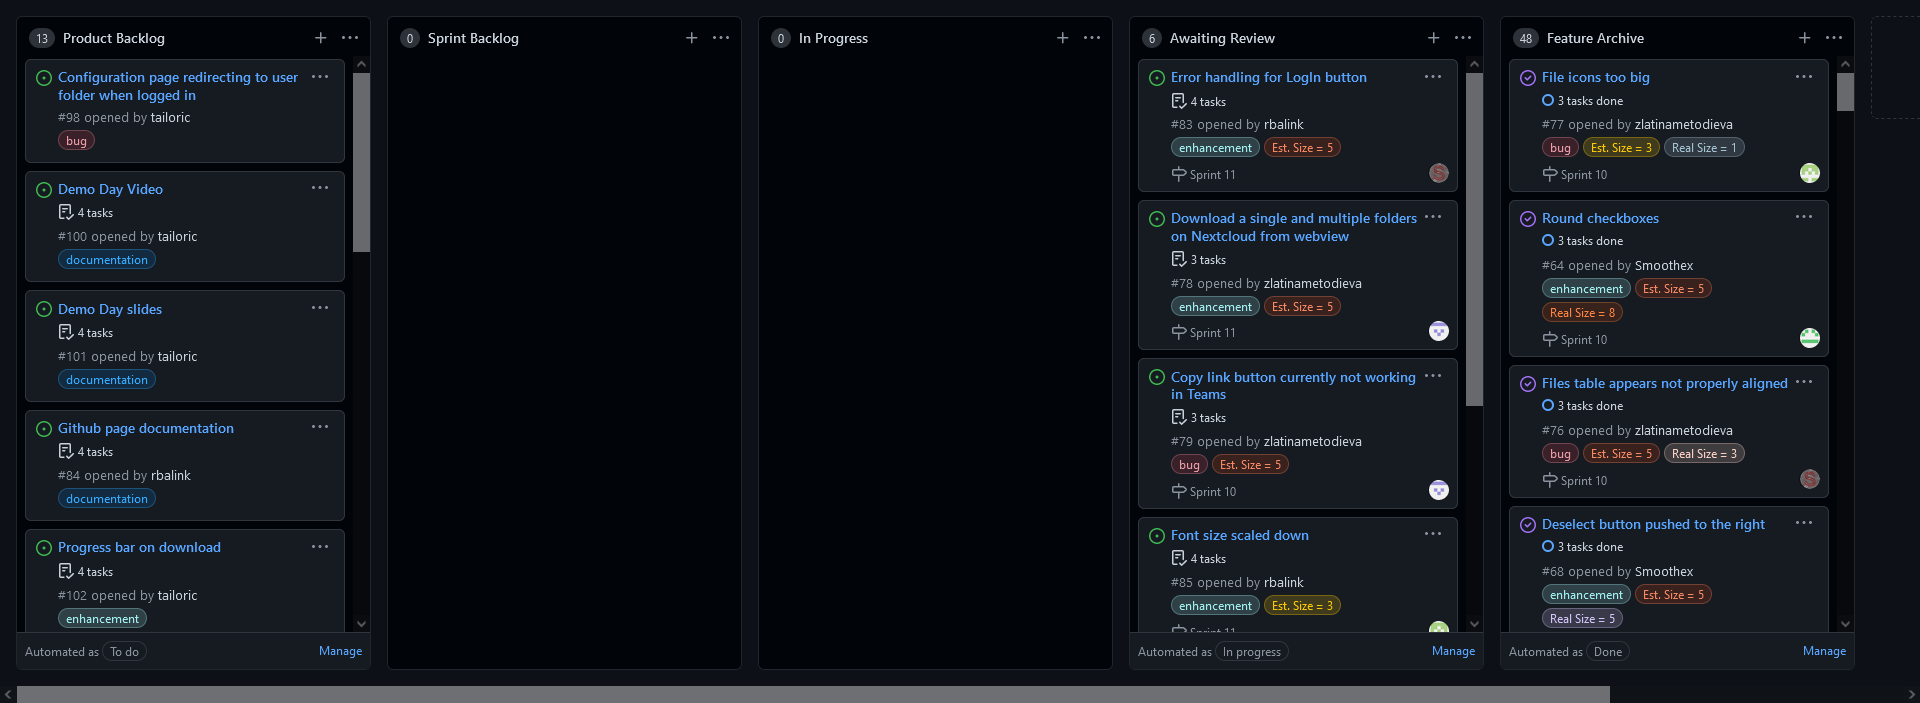 13 Product Backlog
Configuration page redirecting to user
folder when logged in
#98 opened by tailoric
bug
Demo Day Video
4 tasks
#100 opened by tailoric
documentation
Demo Day slides
4 tasks
#101 opened by tailoric
documentation
Github page documentation
4 tasks
#84 opened by rbalink
documentation
Progress bar on download
4 tasks
#102 opened by tailoric
enhancement
Automated as To do Manage
0 Sprint Backlog
0 In Progress
6 Awaiting Review
Error handling for LogIn button
4 tasks
#83 opened by rbalink
enhancement Est. Size = 5
Sprint 11
Download a single and multiple folders
on Nextcloud from webview
3 tasks
#78 opened by zlatinametodieva
enhancement Est. Size = 5
Sprint 11
Copy link button currently not working
in Teams
3 tasks
#79 opened by zlatinametodieva
bug Est. Size = 5
Sprint 10
Font size scaled down
4 tasks
#85 opened by rbalink
enhancement Est. Size = 3
Sprint 11
Automated as In progress Manage
48 Feature Archive
File icons too big
3 tasks done
#77 opened by zlatinametodieva
bug Est. Size = 3 Real Size = 1
Sprint 10
Round checkboxes
3 tasks done
#64 opened by Smoothex
enhancement Est. Size = 5
Real Size = 8
Sprint 10
Files table appears not properly aligned
3 tasks done
#76 opened by zlatinametodieva
bug Est. Size = 5 Real Size = 3
Sprint 10
Deselect button pushed to the right
3 tasks done
#68 opened by Smoothex
enhancement Est. Size = 5
Real Size = 5
Automated as Done Manage